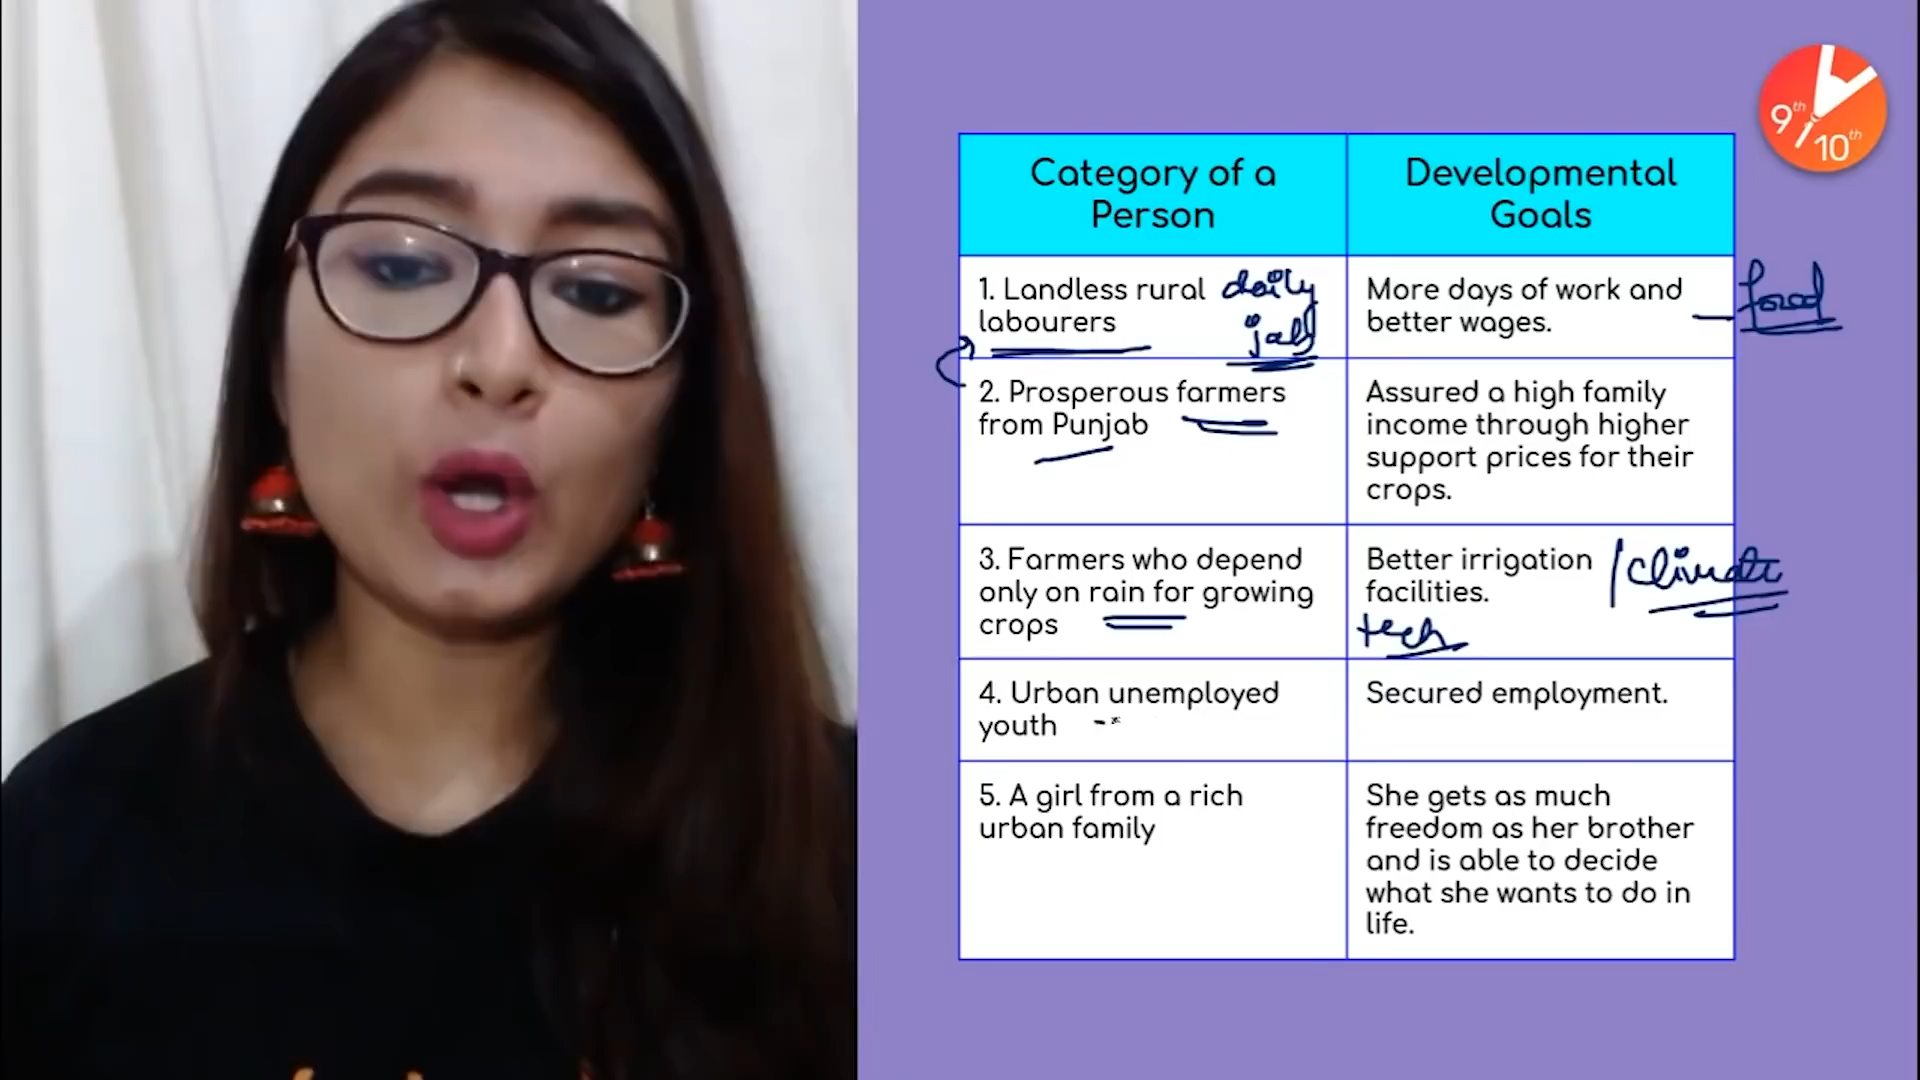 9th
10th
Category of a
Person
Developmental
Goals
1. Landless rural
labourers
daily
job
More days of work and
better wages.
food
2. Prosperous farmers
from Punjab
Assured a high family
income through higher
support prices for their
crops.
3. Farmers who depend
only on rain for growing
crops
Better irrigation
facilities.
/climate
tech
4. Urban unemployed
youth
Secured employment.
5. A girl from a rich
urban family
She gets as much
freedom as her brother
and is able to decide
what she wants to do in
life.